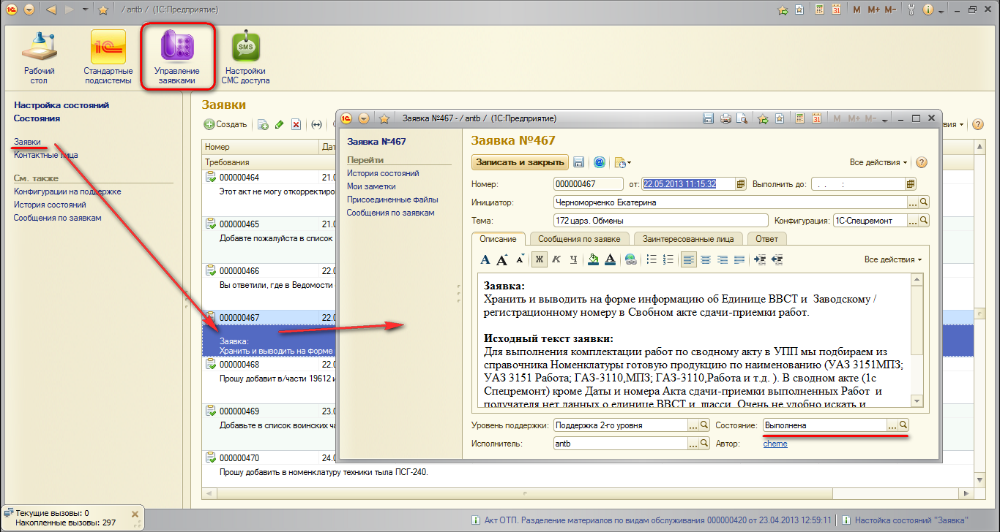 / antb / (1С:Предприятие)
M M+ M-
Рабочий стол
Стандартные подсистемы
Управление заявками
SMS
Настройки СМС доступа
Настройка состояний
Состояния
Заявки
Контактные лица
См. также
Конфигурации на поддержке
История состояний
Сообщения по заявкам
Заявки
Создать
Номер
Требования
000000464 21.0
Этот акт не могу откорректиро
000000465 21.0
Добавте пожалуйста в список
000000466 22.0
Вы ответили, где в Ведомости
000000467 22.0
Заявка:
Хранить и выводить на форме
000000468 22.0
Прошу добавит в/части 19612 и
000000469 23.0
Добавьте в список воинских ча
000000470 24.0
Прошу добавить в номенклатуру техники тыла ПСГ-240.
Заявка №467 - / antb / (1С:Предприятие)
M M+ M-
Заявка №467
Перейти
История состояний
Мои заметки
Присоединенные файлы
Сообщения по заявкам
Заявка №467
Записать и закрыть
Все действия
Номер: 000000467 от: 22.05.2013 11:15:32 Выполнить до: . . :
Инициатор: Черноморченко Екатерина
Тема: 172 царз. Обмены Конфигурация: 1С-Спецремонт
Описание Сообщения по заявке Заинтересованные лица Ответ
Ж К Ч Все действия
Заявка:
Хранить и выводить на форме информацию об Единице ВВСТ и Заводскому /
регистрационному номеру в Свобном акте сдачи-приемки работ.
Исходный текст заявки:
Для выполнения комплектации работ по сводному акту в УПП мы подбираем из
справочника Номенклатуры готовую продукцию по наименованию (УАЗ 3151МПЗ;
УАЗ 3151 Работа; ГАЗ-3110,МПЗ; ГАЗ-3110,Работа и т.д. ). В сводном акте (1с
Спецремонт) кроме Даты и номера Акта сдачи-приемки выполненных Работ и
получателя нет данных о единице ВВСТ и шасси. Очень не удобно искать и
Уровень поддержки: Поддержка 2-го уровня Состояние: Выполнена
Исполнитель: antb Автор: cheme
Текущие вызовы: 0
Накопленные вызовы: 297
Акт ОТП. Разделение материалов по видам обслуживания 000000420 от 23.04.2013 12:59:11
Настойка состояний "Заявка"